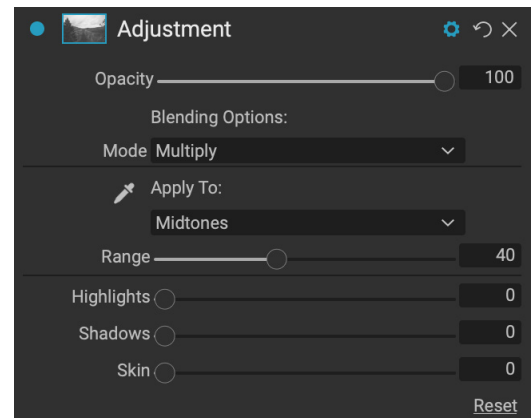 Adjustment
Opacity 100
Blending Options:
Mode Multiply
Apply To:
Midtones
Range 40
Highlights 0
Shadows 0
Skin 0
Reset